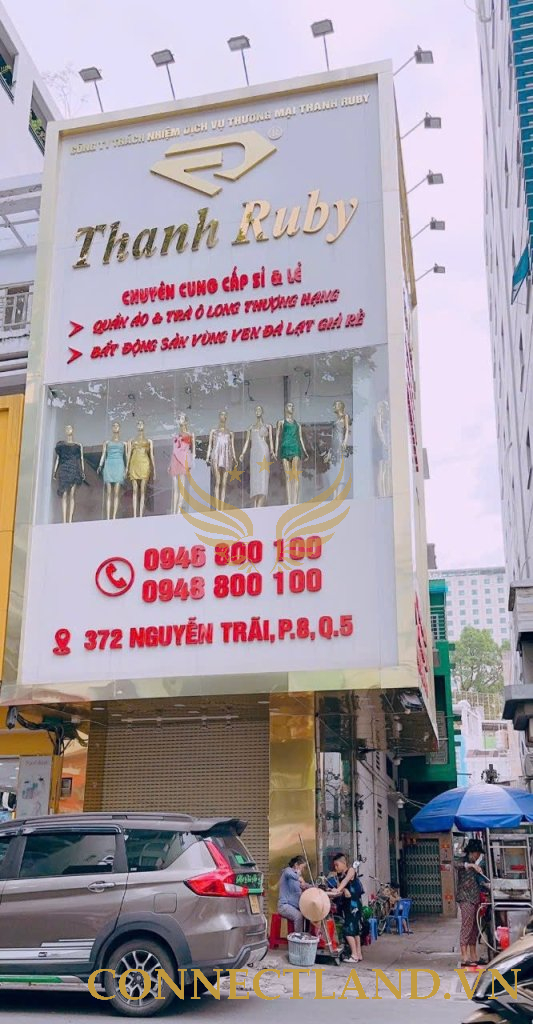 CÔNG TY TRÁCH NHIỆM DỊCH VỤ THƯƠNG MẠI THANH RUBY
®
Thanh Ruby
CHUYÊN CUNG CẤP SỈ & LẺ
QUẦN ÁO & TRÀ Ô LONG THƯỢNG HẠNG
BẤT ĐỘNG SẢN VÙNG VEN ĐÀ LẠT GIÁ RẺ
0946 800 100
0948 800 100
372 NGUYỄN TRÃI, P.8, Q.5
CONNECTLAND.VN